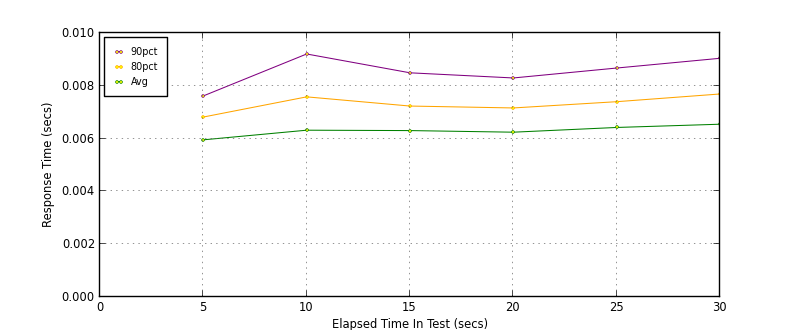 0.010
90pct
80pct
Avg
0.008
0.006
0.004
0.002
0.000
Response Time (secs)
0 5 10 15 20 25 30
Elapsed Time In Test (secs)